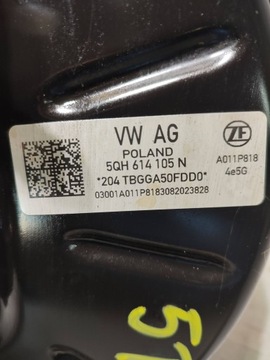 VW AG
POLAND
5QH 614 105 N
*204 TBGGA50FDD0*
03001A011P8183082023828
ZF
A011P818
4e5G